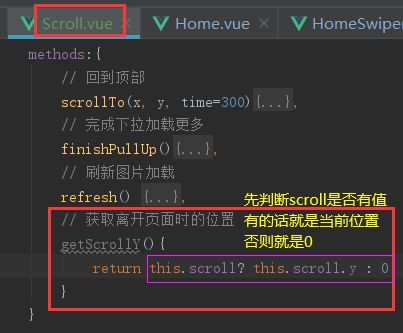 Scroll.vue Home.vue HomeSwiper
methods:{
// 回到顶部
scrollTo(x, y, time=300){...},
// 完成下拉加载更多
finishPullUp(){...},
// 刷新图片加载
refresh() {...},
// 获取离开页面时的位置
getScrollY(){
return this.scroll? this.scroll.y : 0
}
}
先判断scroll是否有值
有的话就是当前位置
否则就是0